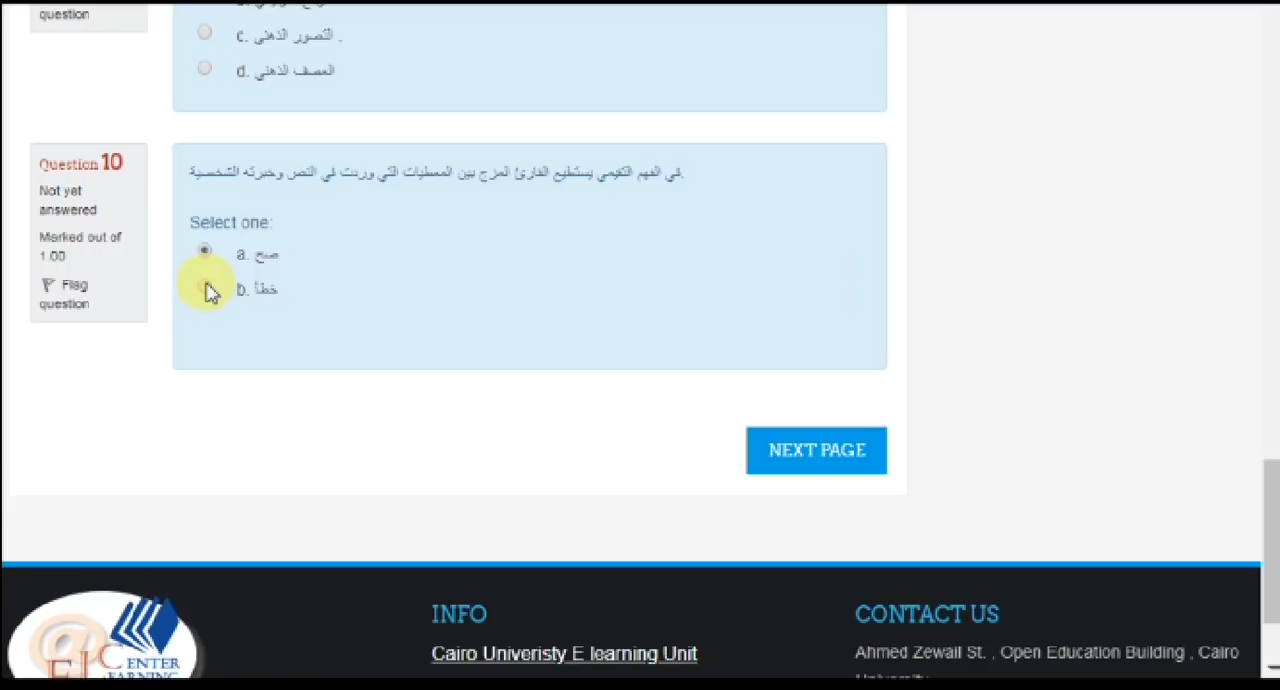 question
c. التصور الذهني .
d. العصف الذهني
Question 10
Not yet
answered
Marked out of
1.00
Flag
question
في الفهم التقيمي يستطيع القارئ المزج بين المعطيات التي وردت في النص وخبرته الشخصية.
Select one:
a. صح
b. خطأ
NEXT PAGE
INFO
Cairo Univeristy E learning Unit
CONTACT US
Ahmed Zewail St. , Open Education Building , Cairo
CENTER